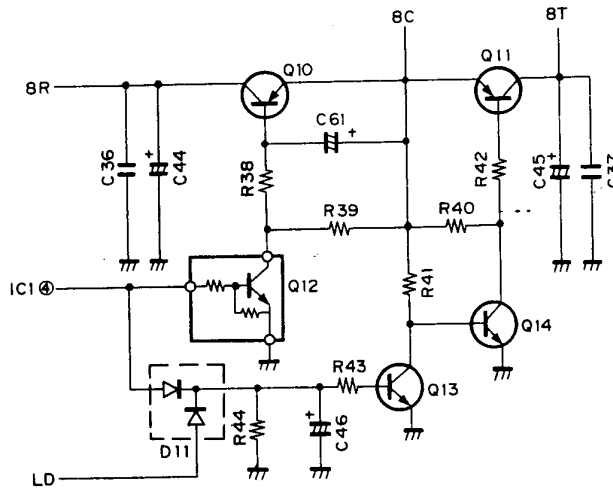 8C
8T
8R
Q10
Q11
C61
+
C36
+
C44
R38
R42
C45
+
C37
R39
R40
R41
IC1④
Q12
Q14
R43
Q13
D11
R44
+
C46
LD